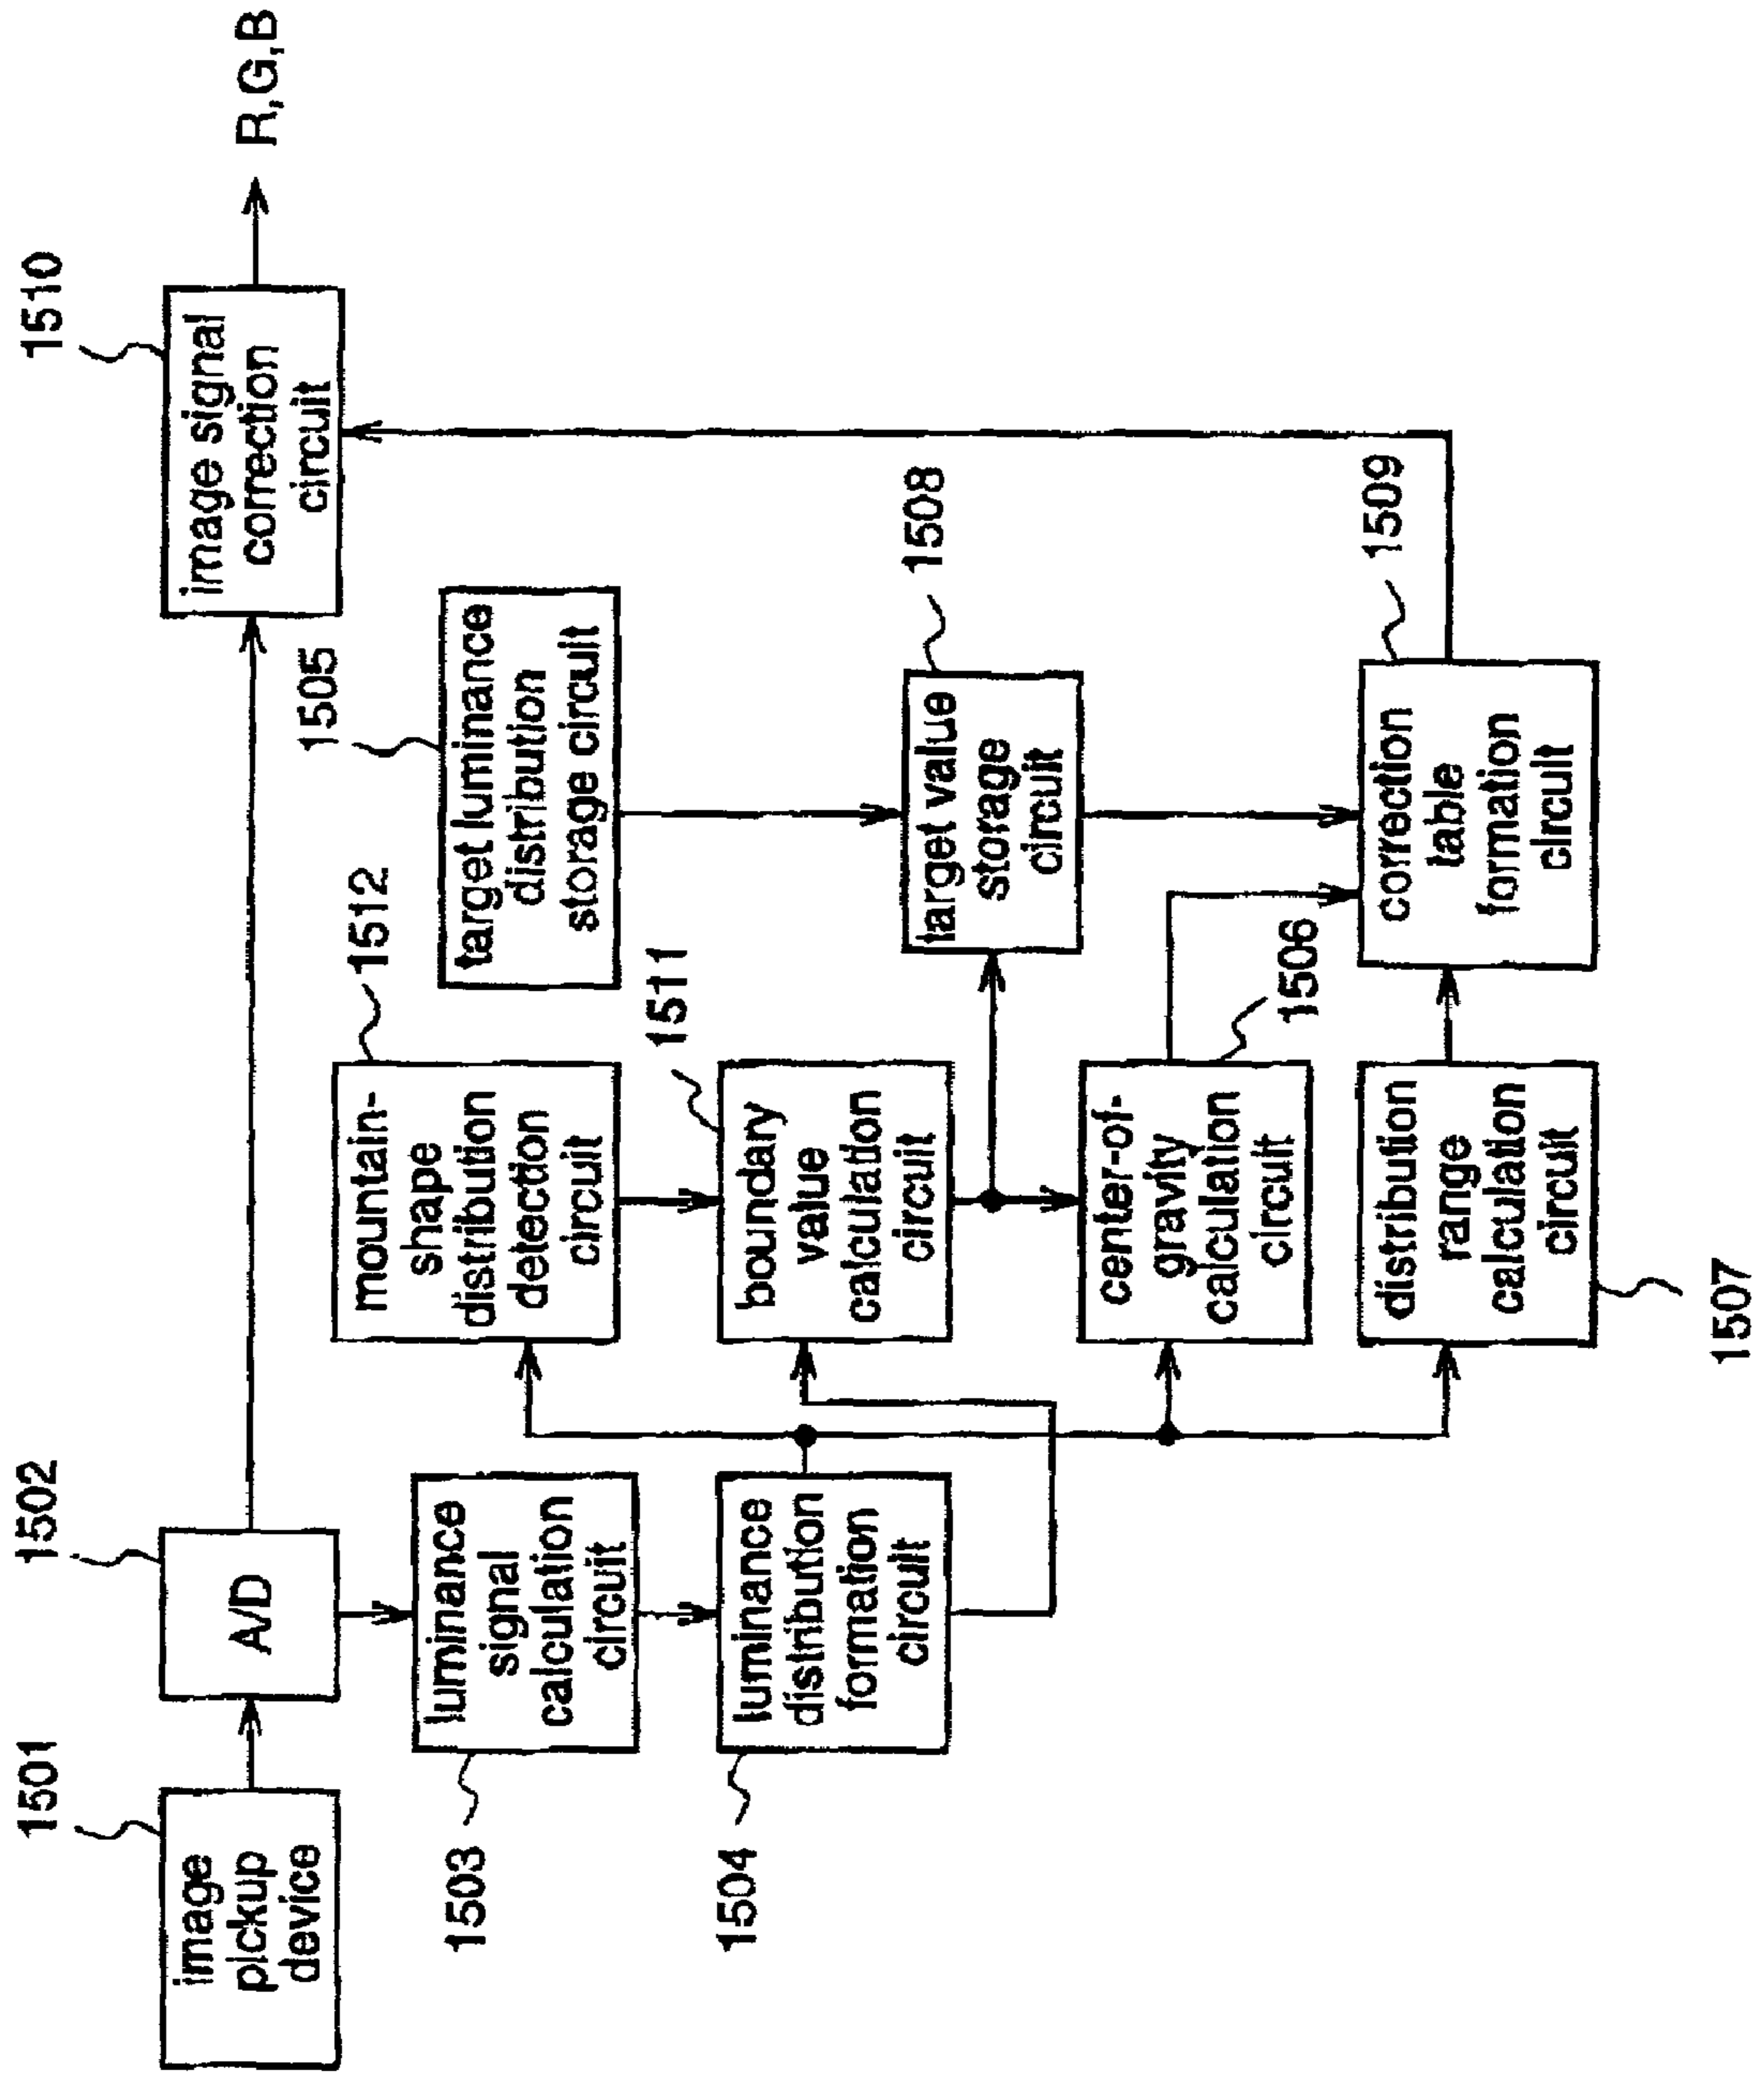 1501
image
pickup
device
1502
A/D
1510
image signal
correction
circuit
R,G,B
1503
luminance
signal
calculation
circuit
1504
luminance
distribution
formation
circuit
1512
mountain-
shape
distribution
detection
circuit
1511
boundary
value
calculation
circuit
1506
center-of-
gravity
calculation
circuit
1507
distribution
range
calculation
circuit
1505
target luminance
distribution
storage circuit
1508
target value
storage
circuit
1509
correction
table
formation
circuit